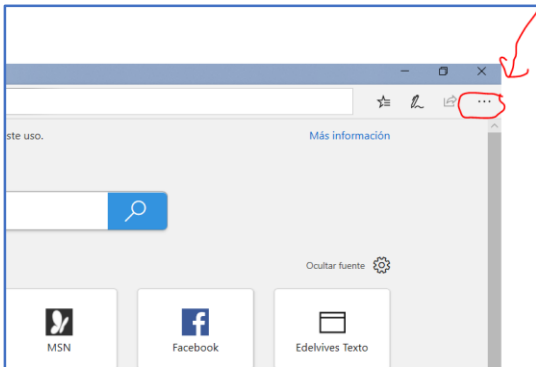 ste uso.
Más información
Ocultar fuente
MSN
Facebook
Edelvives Texto